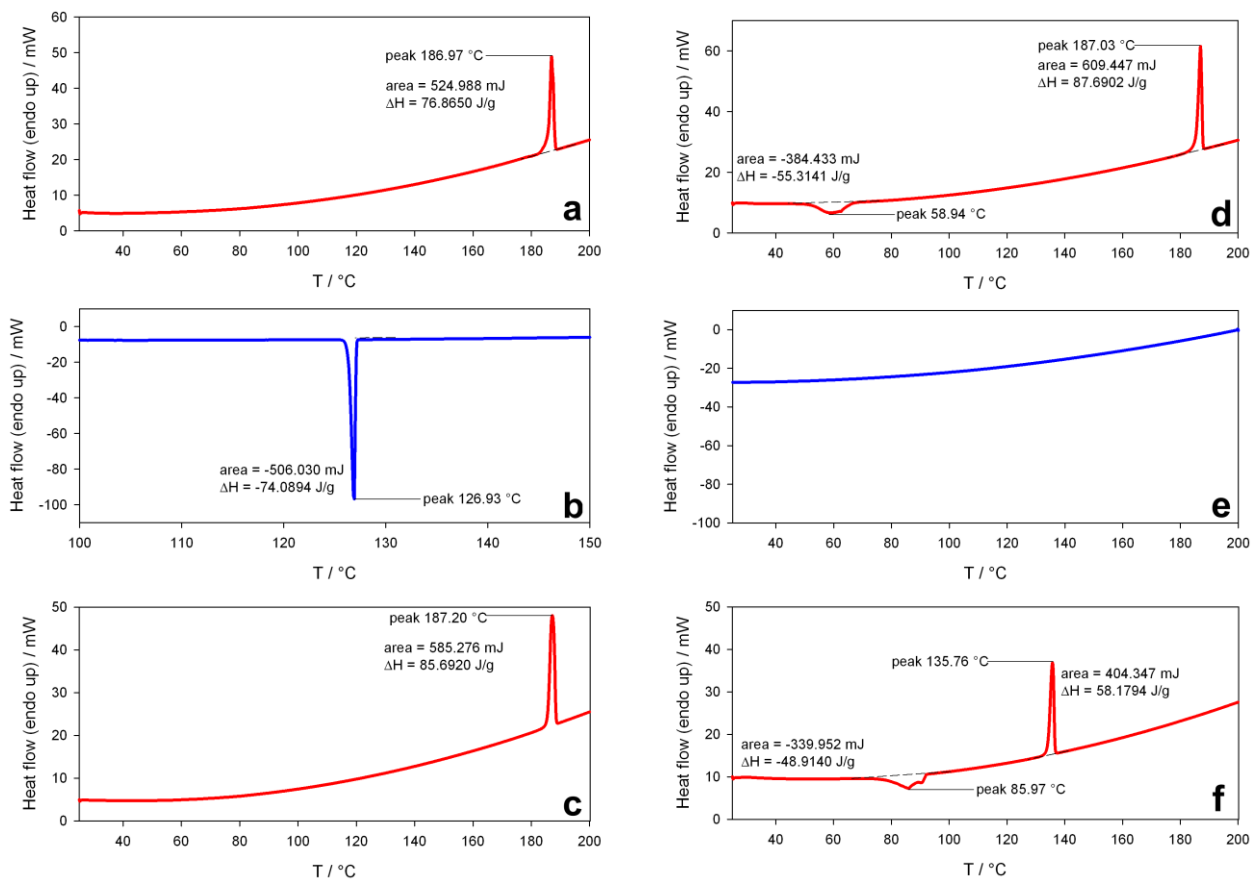 Heat flow (endo up) / mW
60
50
40
30
20
10
0
peak 186.97 °C
area = 524.988 mJ
ΔH = 76.8650 J/g
a
40 60 80 100 120 140 160 180 200
T / °C
Heat flow (endo up) / mW
60
40
20
0
peak 187.03 °C
area = 609.447 mJ
ΔH = 87.6902 J/g
area = -384.433 mJ
ΔH = -55.3141 J/g
peak 58.94 °C
d
40 60 80 100 120 140 160 180 200
T / °C
Heat flow (endo up) / mW
0
-20
-40
-60
-80
-100
area = -506.030 mJ
ΔH = -74.0894 J/g
peak 126.93 °C
b
100 110 120 130 140 150
T / °C
Heat flow (endo up) / mW
0
-20
-40
-60
-80
-100
e
40 60 80 100 120 140 160 180 200
T / °C
Heat flow (endo up) / mW
50
40
30
20
10
0
peak 187.20 °C
area = 585.276 mJ
ΔH = 85.6920 J/g
c
40 60 80 100 120 140 160 180 200
T / °C
Heat flow (endo up) / mW
50
40
30
20
10
0
peak 135.76 °C
area = 404.347 mJ
ΔH = 58.1794 J/g
area = -339.952 mJ
ΔH = -48.9140 J/g
peak 85.97 °C
f
40 60 80 100 120 140 160 180 200
T / °C